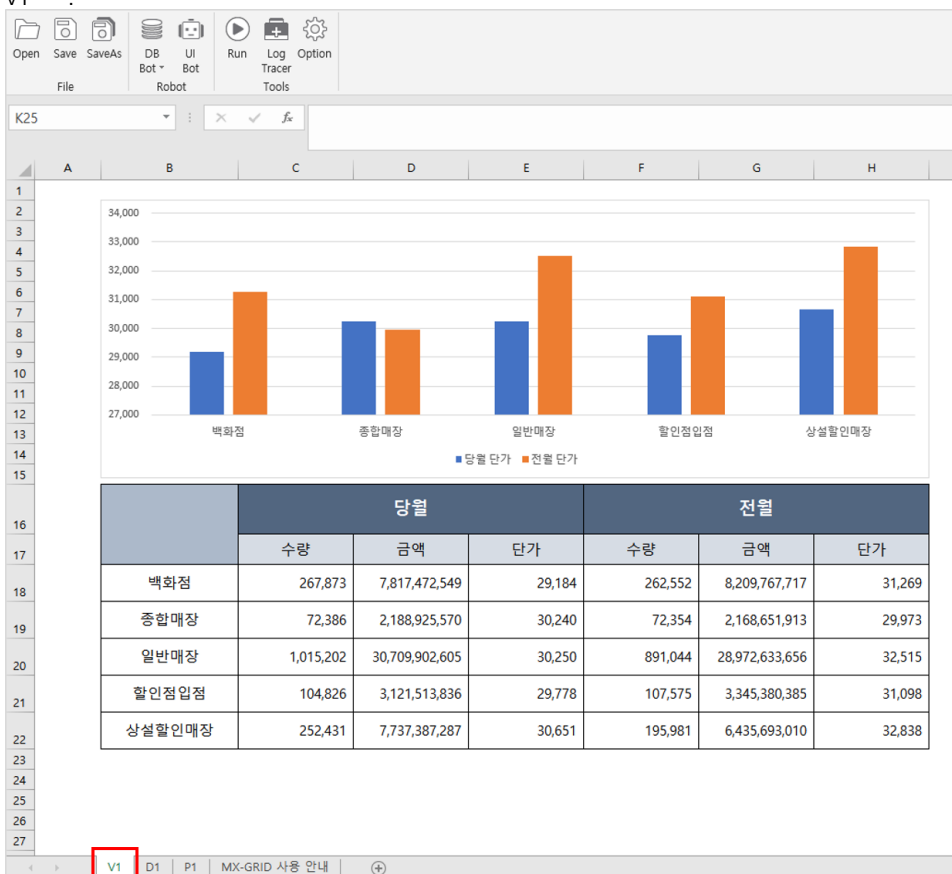 Open Save SaveAs DB Bot UI Bot Run Log Tracer Option
File Robot Tools
K25 fx
A B C D E F G H
1
2 34,000
3 33,000
4 32,000
5
6 31,000
7
8 30,000
9 29,000
10 28,000
11
12 27,000
13 백화점 종합매장 일반매장 할인점입점 상설할인매장
14 당월 단가 전월 단가
15
16 당월 전월
17 수량 금액 단가 수량 금액 단가
18 백화점 267,873 7,817,472,549 29,184 262,552 8,209,767,717 31,269
19 종합매장 72,386 2,188,925,570 30,240 72,354 2,168,651,913 29,973
20 일반매장 1,015,202 30,709,902,605 30,250 891,044 28,972,633,656 32,515
21 할인점입점 104,826 3,121,513,836 29,778 107,575 3,345,380,385 31,098
22 상설할인매장 252,431 7,737,387,287 30,651 195,981 6,435,693,010 32,838
23
24
25
26
27
V1 D1 P1 MX-GRID 사용 안내